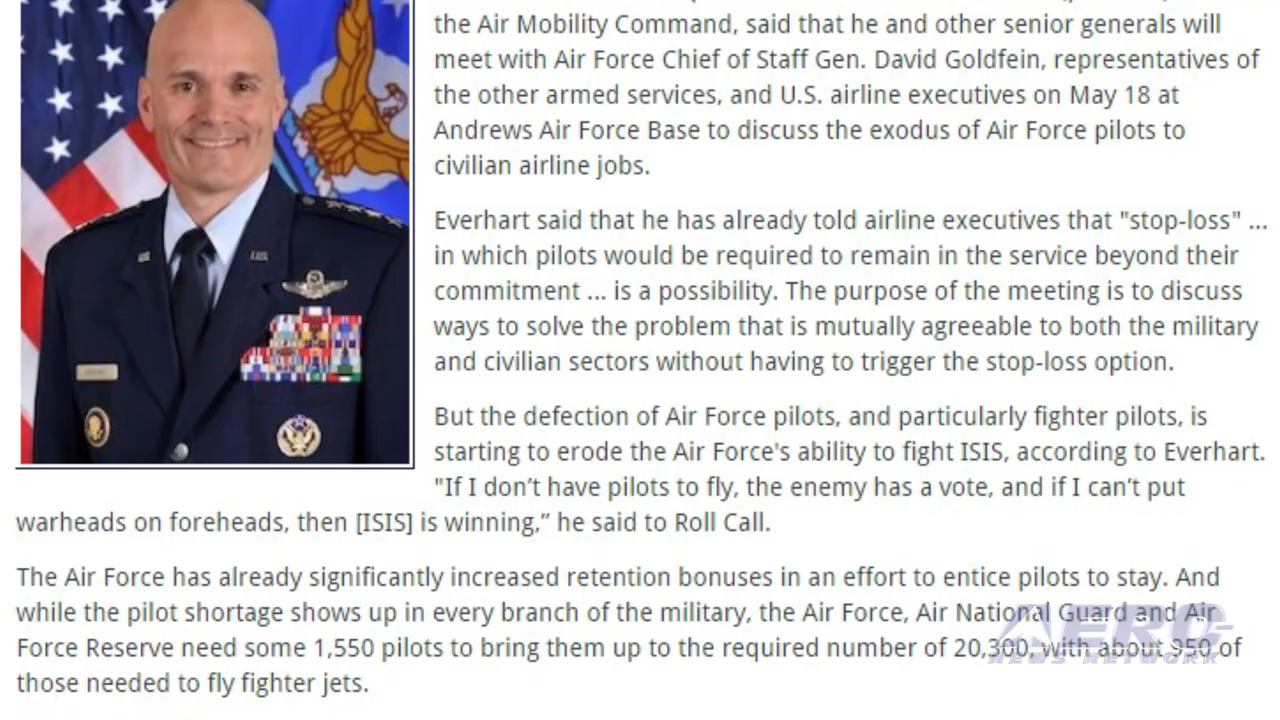 the Air Mobility Command, said that he and other senior generals will
meet with Air Force Chief of Staff Gen. David Goldfein, representatives of
the other armed services, and U.S. airline executives on May 18 at
Andrews Air Force Base to discuss the exodus of Air Force pilots to
civilian airline jobs.
Everhart said that he has already told airline executives that "stop-loss" ...
in which pilots would be required to remain in the service beyond their
commitment ... is a possibility. The purpose of the meeting is to discuss
ways to solve the problem that is mutually agreeable to both the military
and civilian sectors without having to trigger the stop-loss option.
But the defection of Air Force pilots, and particularly fighter pilots, is
starting to erode the Air Force's ability to fight ISIS, according to Everhart.
"If I don’t have pilots to fly, the enemy has a vote, and if I can’t put
warheads on foreheads, then [ISIS] is winning,” he said to Roll Call.
The Air Force has already significantly increased retention bonuses in an effort to entice pilots to stay. And
while the pilot shortage shows up in every branch of the military, the Air Force, Air National Guard and Air
Force Reserve need some 1,550 pilots to bring them up to the required number of 20,300, with about 950 of
those needed to fly fighter jets.
AERO
NEWS NETWORK
U.S.